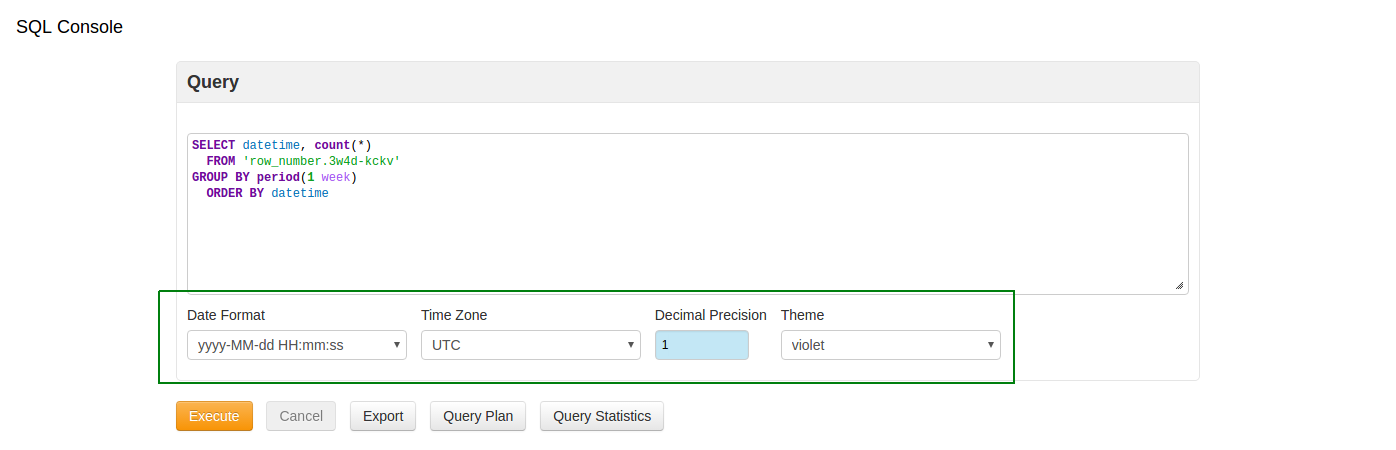 SQL Console
Query
SELECT datetime, count(*)
  FROM 'row_number.3w4d-kckv'
GROUP BY period(1 week)
  ORDER BY datetime
Date Format Time Zone Decimal Precision Theme
yyyy-MM-dd HH:mm:ss UTC 1 violet
Execute Cancel Export Query Plan Query Statistics